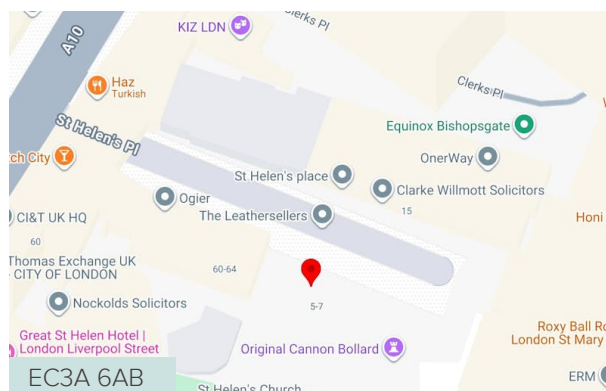 KIZ LDN
A10
Haz
Turkish
Clerks Pl
Clerks Pl
St Helen's Pl
Equinox Bishopsgate
tch City
OnerWay
St Helen's place
Clarke Willmott Solicitors
Ogier
15
The Leathersellers
CI&T UK HQ
Honi
60
Thomas Exchange UK
- CITY OF LONDON
60-64
5-7
Nockolds Solicitors
Great St Helen Hotel |
London Liverpool Street
Original Cannon Bollard
Roxy Ball Ro
London St Mary
EC3A 6AB
St Helen's Church
ERM